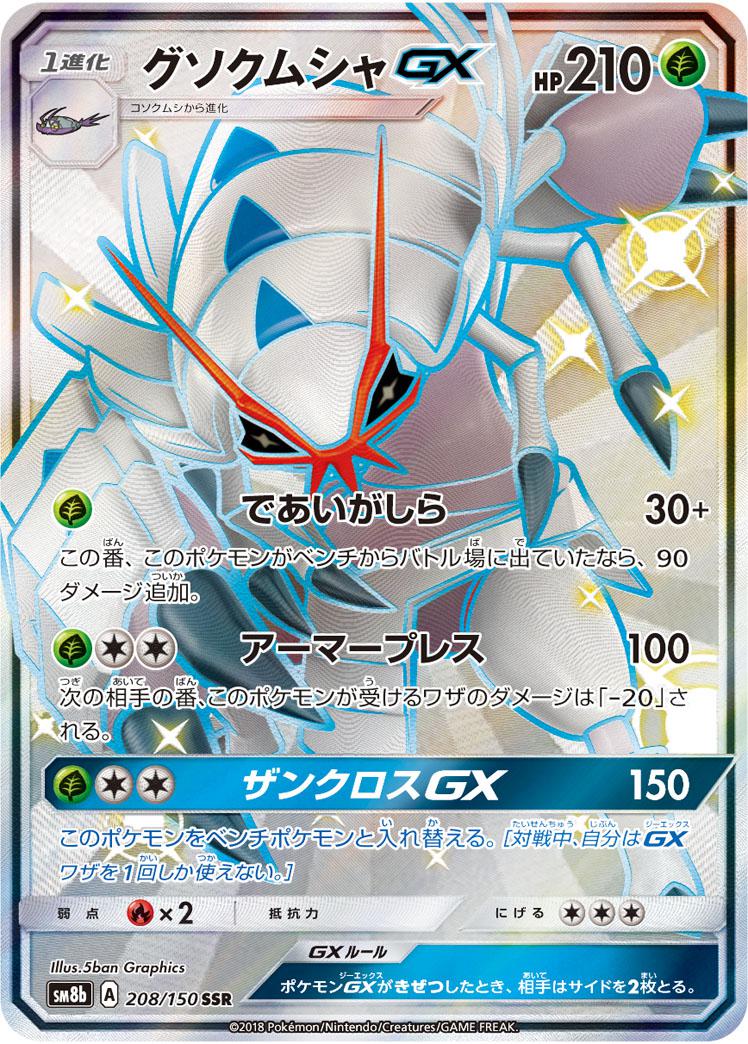 1進化 グソクムシャGX HP210
コソクムシから進化
であいがしら 30+
この番、このポケモンがベンチからバトル場に出ていたなら、90
ダメージ追加。
アーマープレス 100
次の相手の番、このポケモンが受けるワザのダメージは「-20」さ
れる。
ザンクロスGX 150
このポケモンをベンチポケモンと入れ替える。[対戦中、自分はGX
ワザを1回しか使えない。]
弱点 ×2 抵抗力 にげる
GXルール
Illus.5ban Graphics
ポケモンGXがきぜつしたとき、相手はサイドを2枚とる。
SM8b A 208/150 SSR
©2018 Pokémon/Nintendo/Creatures/GAME FREAK.